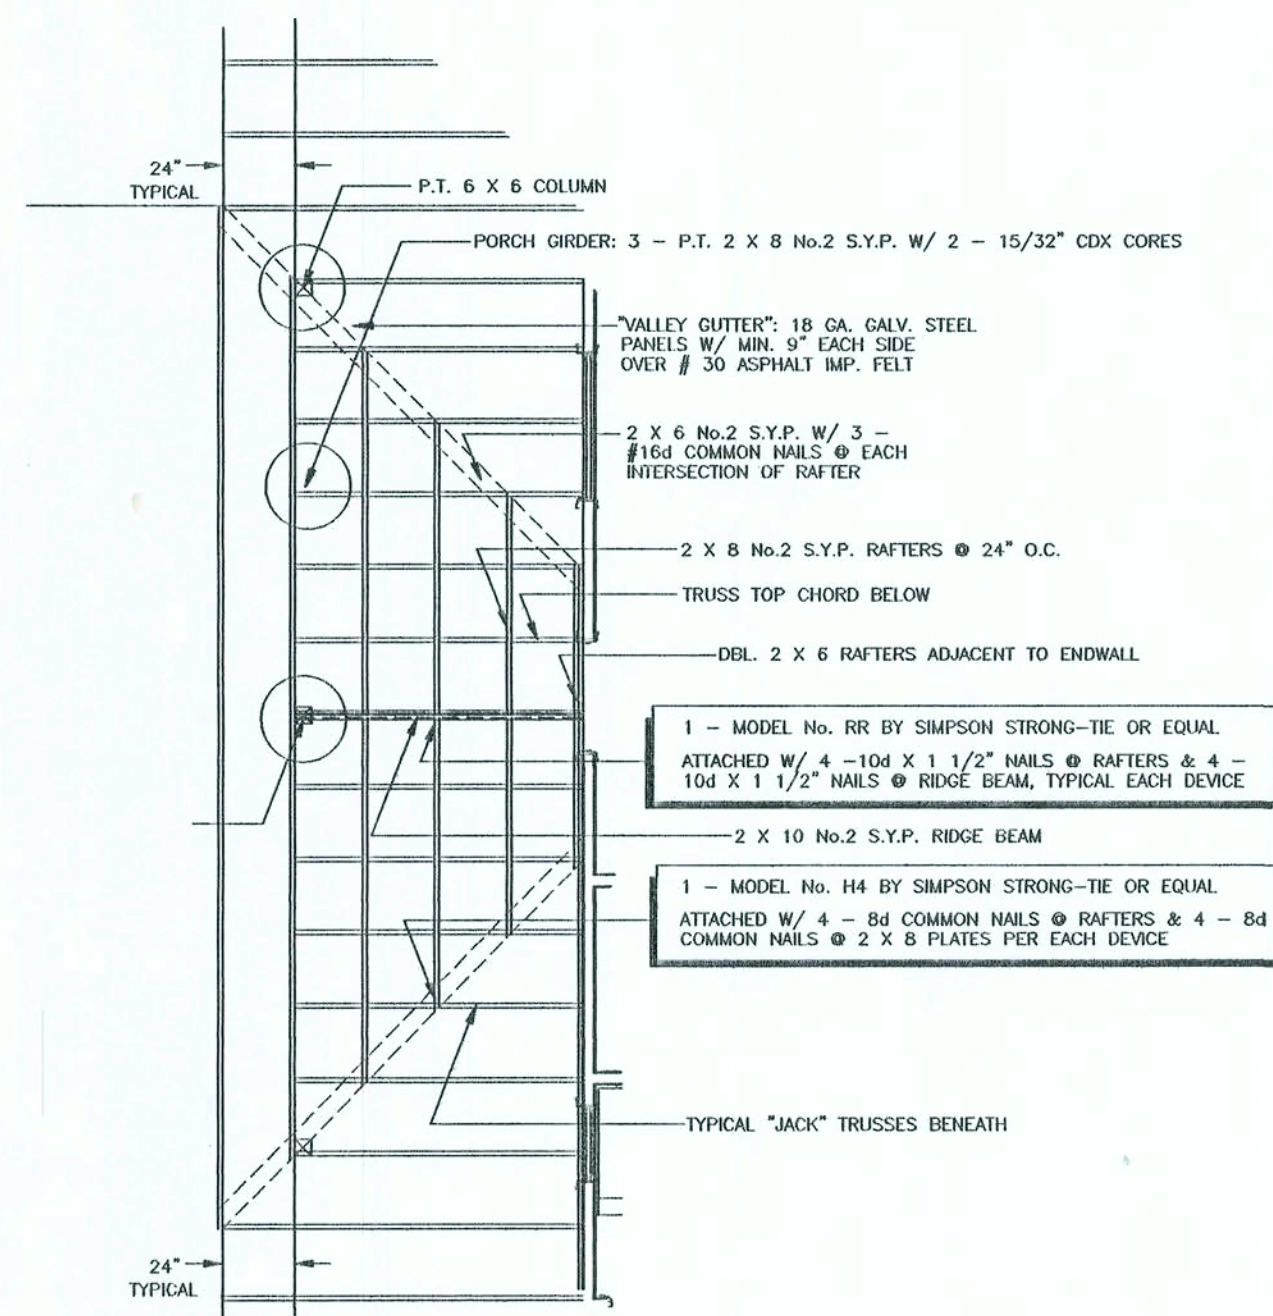 24"
TYPICAL
P.T. 6 X 6 COLUMN
PORCH GIRDER: 3 - P.T. 2 X 8 No.2 S.Y.P. W/ 2 - 15/32" CDX CORES
"VALLEY GUTTER": 18 GA. GALV. STEEL
PANELS W/ MIN. 9" EACH SIDE
OVER # 30 ASPHALT IMP. FELT
2 X 6 No.2 S.Y.P. W/ 3 -
#16d COMMON NAILS @ EACH
INTERSECTION OF RAFTER
2 X 8 No.2 S.Y.P. RAFTERS @ 24" O.C.
TRUSS TOP CHORD BELOW
DBL. 2 X 6 RAFTERS ADJACENT TO ENDWALL
1 - MODEL No. RR BY SIMPSON STRONG-TIE OR EQUAL
ATTACHED W/ 4 -10d X 1 1/2" NAILS @ RAFTERS & 4 -
10d X 1 1/2" NAILS @ RIDGE BEAM, TYPICAL EACH DEVICE
2 X 10 No.2 S.Y.P. RIDGE BEAM
1 - MODEL No. H4 BY SIMPSON STRONG-TIE OR EQUAL
ATTACHED W/ 4 - 8d COMMON NAILS @ RAFTERS & 4 - 8d
COMMON NAILS @ 2 X 8 PLATES PER EACH DEVICE
TYPICAL "JACK" TRUSSES BENEATH
24"
TYPICAL